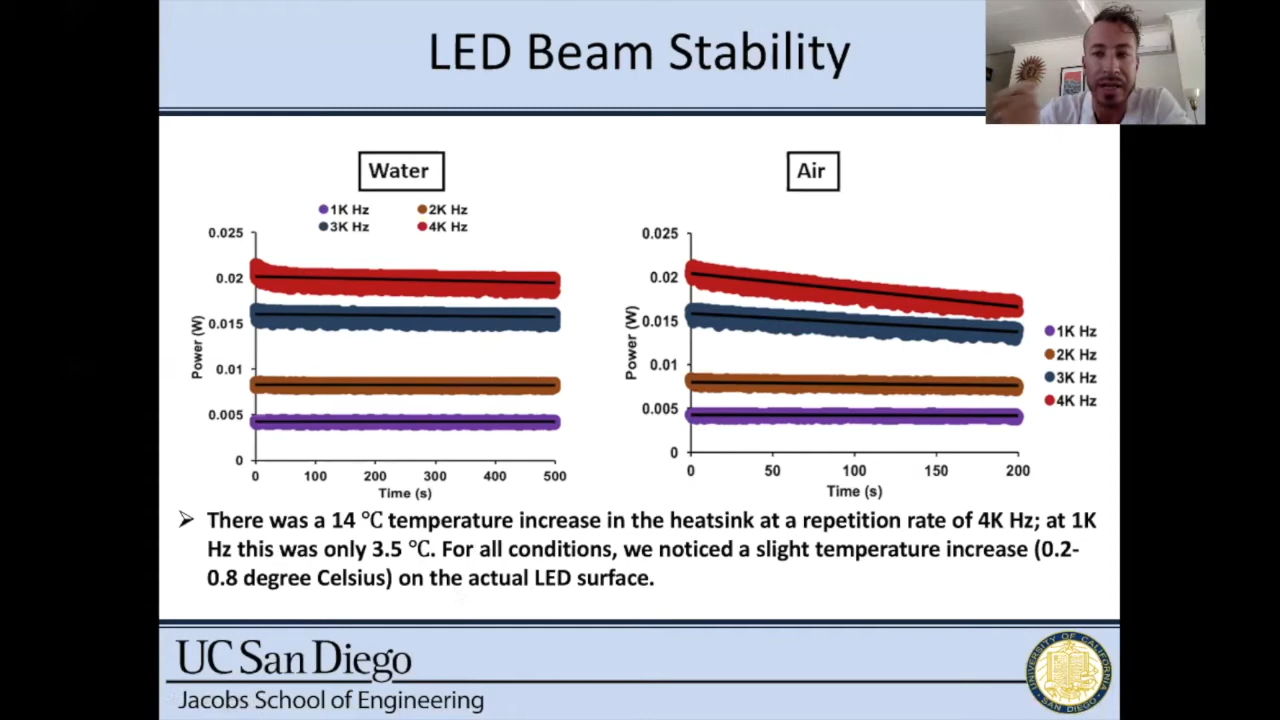 LED Beam Stability
Water
1K Hz 2K Hz
3K Hz 4K Hz
0.025
0.02
0.015
0.01
0.005
0
Power (W)
0 100 200 300 400 500
Time (s)
Air
0.025
0.02
0.015
0.01
0.005
0
Power (W)
0 50 100 150 200
Time (s)
1K Hz
2K Hz
3K Hz
4K Hz
➢ There was a 14 ℃ temperature increase in the heatsink at a repetition rate of 4K Hz; at 1K
Hz this was only 3.5 ℃. For all conditions, we noticed a slight temperature increase (0.2-
0.8 degree Celsius) on the actual LED surface.
UC San Diego
Jacobs School of Engineering
UNIVERSITY OF CALIFORNIA
SAN DIEGO